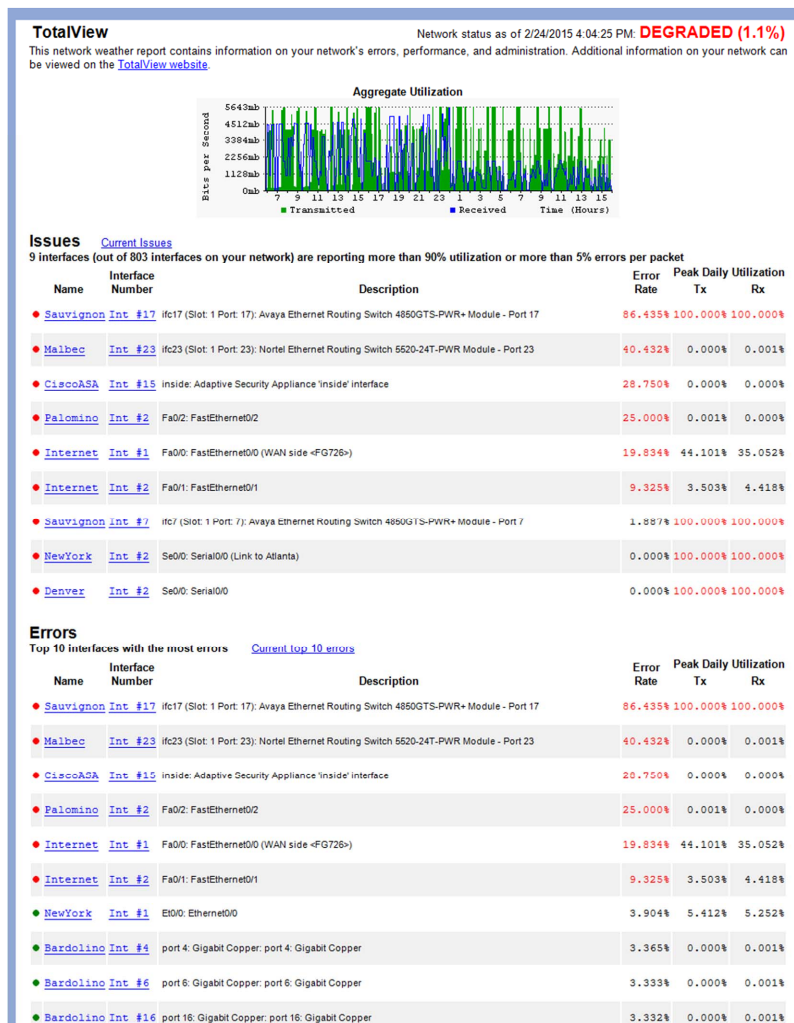 TotalView
Network status as of 2/24/2015 4:04:25 PM: DEGRADED (1.1%)
This network weather report contains information on your network's errors, performance, and administration. Additional information on your network can
be viewed on the TotalView website.
Aggregate Utilization
Bits per Second
5643mb
4512mb
3384mb
2256mb
1128mb
0mb
7 9 11 13 15 17 19 21 23 1 3 5 7 9 11 13 15
Transmitted Received Time (Hours)
Issues Current Issues
9 interfaces (out of 803 interfaces on your network) are reporting more than 90% utilization or more than 5% errors per packet
Name Interface Number Description Error Rate Peak Daily Utilization Tx Rx
Sauvignon Int #17 ifc17 (Slot: 1 Port: 17): Avaya Ethernet Routing Switch 4850GTS-PWR+ Module - Port 17 86.435% 100.000% 100.000%
Malbec Int #23 ifc23 (Slot: 1 Port: 23): Nortel Ethernet Routing Switch 5520-24T-PWR Module - Port 23 40.432% 0.000% 0.001%
CiscoASA Int #15 inside: Adaptive Security Appliance 'inside' interface 28.750% 0.000% 0.000%
Palomino Int #2 Fa0/2: FastEthernet0/2 25.000% 0.001% 0.000%
Internet Int #1 Fa0/0: FastEthernet0/0 (WAN side <FG726>) 19.834% 44.101% 35.052%
Internet Int #2 Fa0/1: FastEthernet0/1 9.325% 3.503% 4.418%
Sauvignon Int #7 ifc7 (Slot: 1 Port: 7): Avaya Ethernet Routing Switch 4850GTS-PWR+ Module - Port 7 1.887% 100.000% 100.000%
NewYork Int #2 Se0/0: Serial0/0 (Link to Atlanta) 0.000% 100.000% 100.000%
Denver Int #2 Se0/0: Serial0/0 0.000% 100.000% 100.000%
Errors
Top 10 interfaces with the most errors Current top 10 errors
Name Interface Number Description Error Rate Peak Daily Utilization Tx Rx
Sauvignon Int #17 ifc17 (Slot: 1 Port: 17): Avaya Ethernet Routing Switch 4850GTS-PWR+ Module - Port 17 86.435% 100.000% 100.000%
Malbec Int #23 ifc23 (Slot: 1 Port: 23): Nortel Ethernet Routing Switch 5520-24T-PWR Module - Port 23 40.432% 0.000% 0.001%
CiscoASA Int #15 inside: Adaptive Security Appliance 'inside' interface 28.750% 0.000% 0.000%
Palomino Int #2 Fa0/2: FastEthernet0/2 25.000% 0.001% 0.000%
Internet Int #1 Fa0/0: FastEthernet0/0 (WAN side <FG726>) 19.834% 44.101% 35.052%
Internet Int #2 Fa0/1: FastEthernet0/1 9.325% 3.503% 4.418%
NewYork Int #1 Et0/0: Ethernet0/0 3.904% 5.412% 5.252%
Bardolino Int #4 port 4: Gigabit Copper: port 4: Gigabit Copper 3.365% 0.000% 0.001%
Bardolino Int #6 port 6: Gigabit Copper: port 6: Gigabit Copper 3.333% 0.000% 0.001%
Bardolino Int #16 port 16: Gigabit Copper: port 16: Gigabit Copper 3.332% 0.000% 0.001%